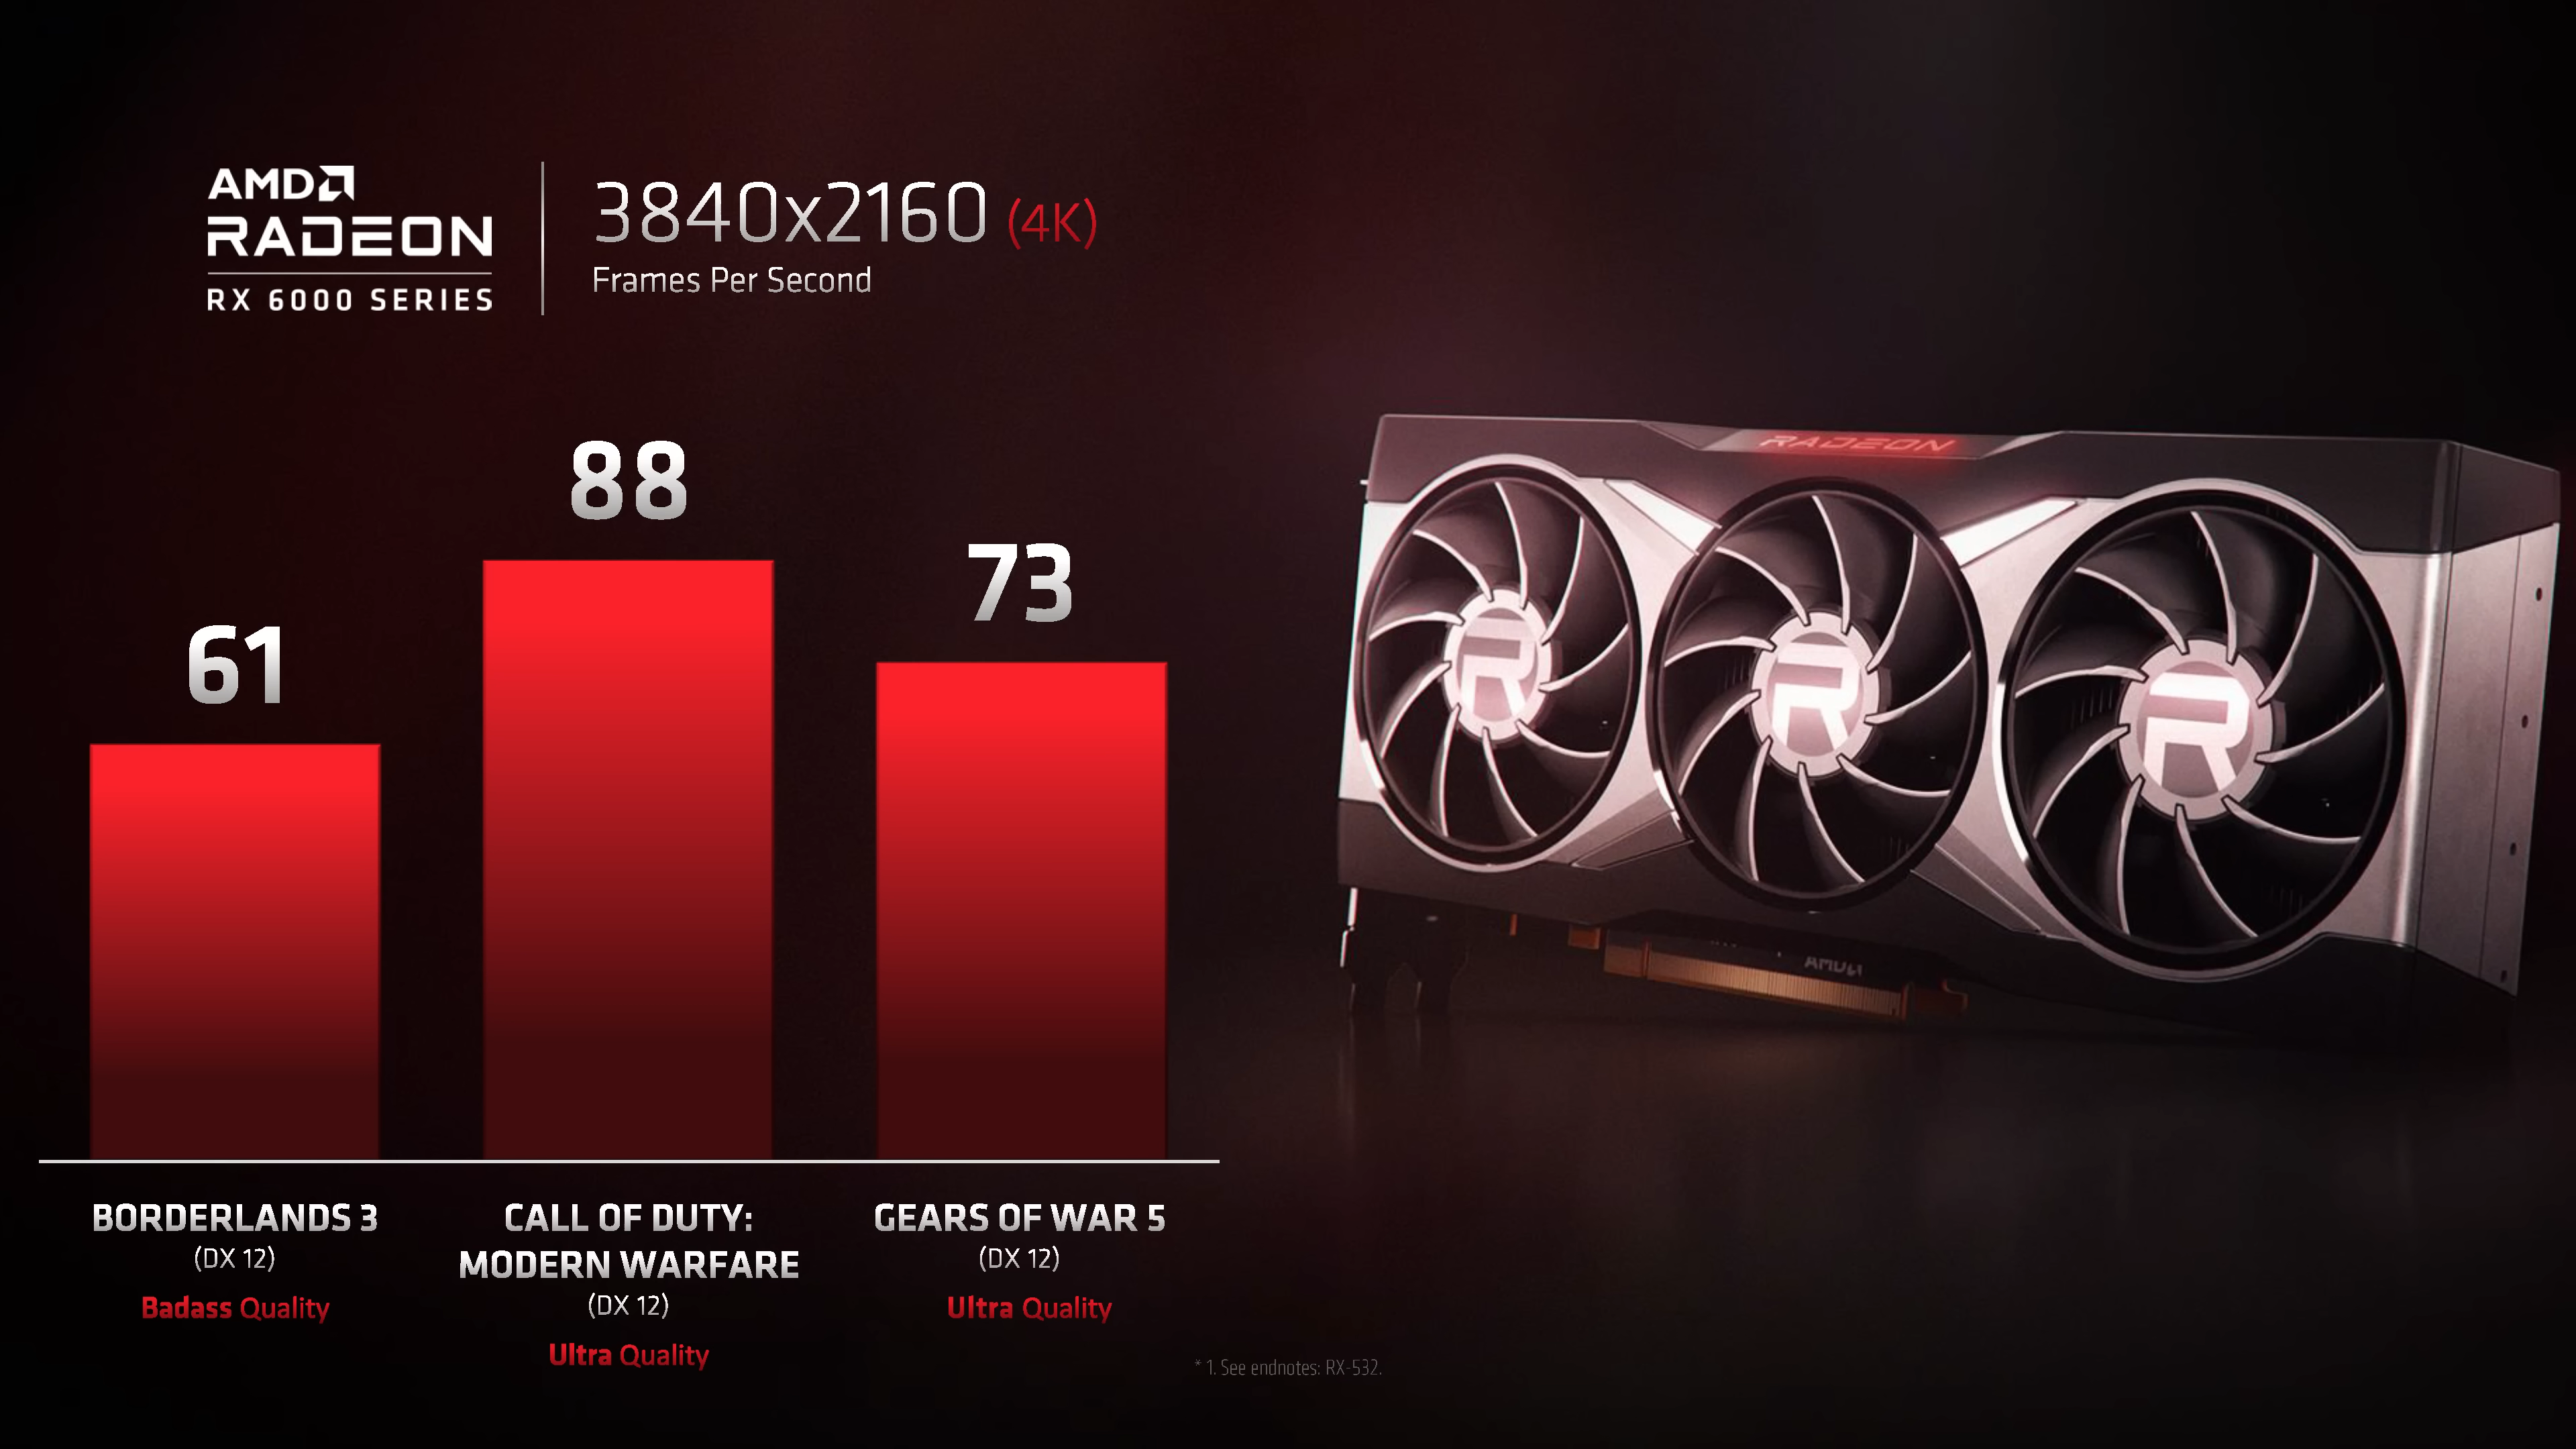 AMD
RADEON
RX 6000 SERIES
3840x2160 (4K)
Frames Per Second
61
88
73
BORDERLANDS 3
(DX 12)
Badass Quality
CALL OF DUTY:
MODERN WARFARE
(DX 12)
Ultra Quality
GEARS OF WAR 5
(DX 12)
Ultra Quality
* 1. See endnotes: RX-532.
RADEON
R
R
R
AMD